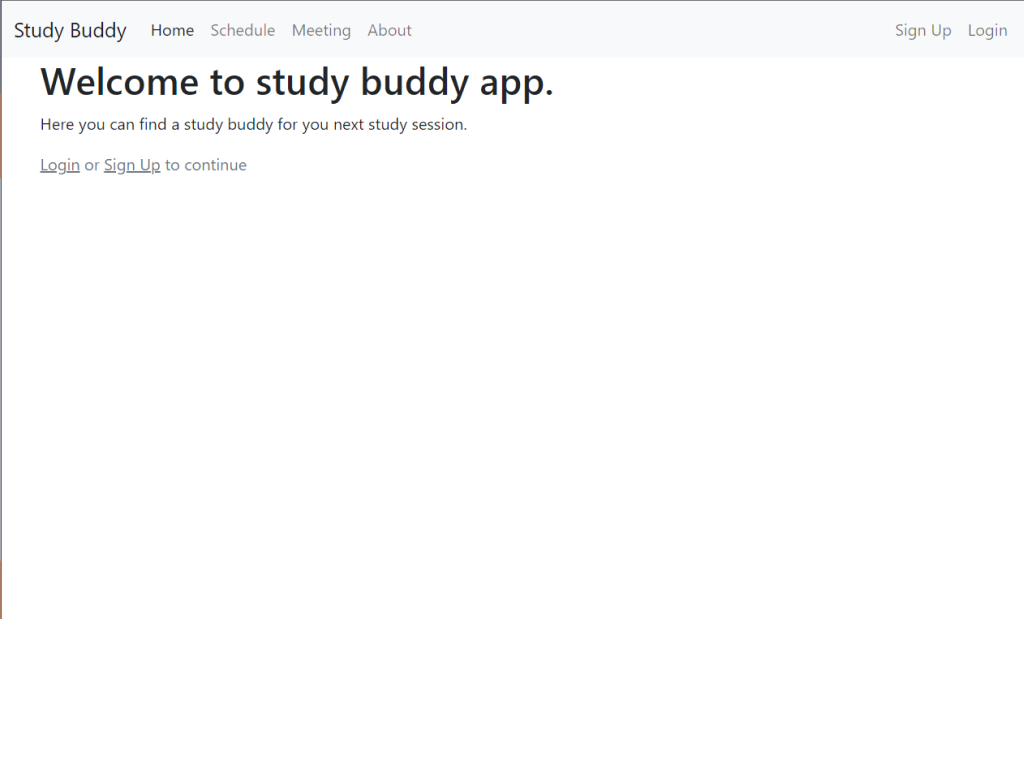 Study Buddy Home Schedule Meeting About Sign Up Login
Welcome to study buddy app.
Here you can find a study buddy for you next study session.
Login or Sign Up to continue